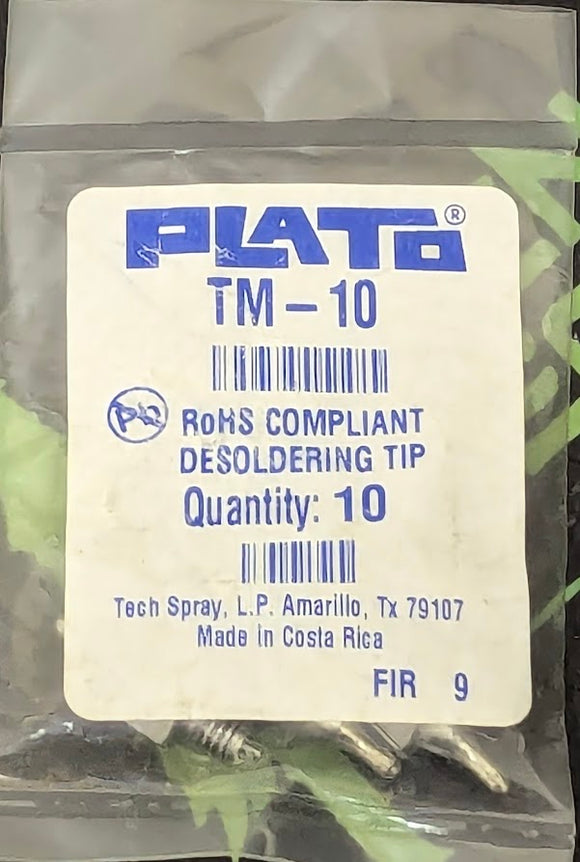 PLATO®
TM – 10
Pb
RoHS COMPLIANT
DESOLDERING TIP
Quantity: 10
Tech Spray, L.P. Amarillo, Tx 79107
Made in Costa Rica
FIR 9